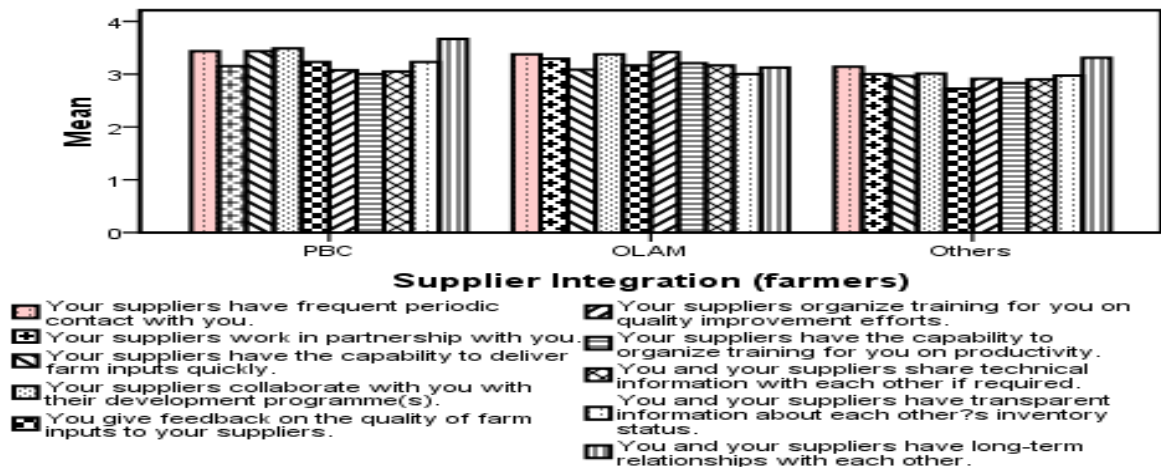 4
3
2
1
0
Mean
PBC
OLAM
Others
Supplier Integration (farmers)
Your suppliers have frequent periodic
contact with you.
Your suppliers work in partnership with you.
Your suppliers have the capability to deliver
farm inputs quickly.
Your suppliers collaborate with you with
their development programme(s).
You give feedback on the quality of farm
inputs to your suppliers.
Your suppliers organize training for you on
quality improvement efforts.
Your suppliers have the capability to
organize training for you on productivity.
You and your suppliers share technical
information with each other if required.
You and your suppliers have transparent
information about each other?s inventory
status.
You and your suppliers have long-term
relationships with each other.